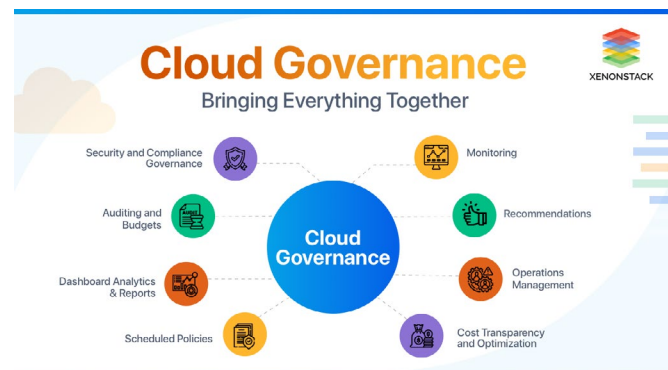 Cloud Governance
Bringing Everything Together
XENONSTACK
Security and Compliance
Governance
Auditing and
Budgets
Dashboard Analytics
& Reports
Scheduled Policies
Cloud
Governance
Monitoring
Recommendations
Operations
Management
Cost Transparency
and Optimization